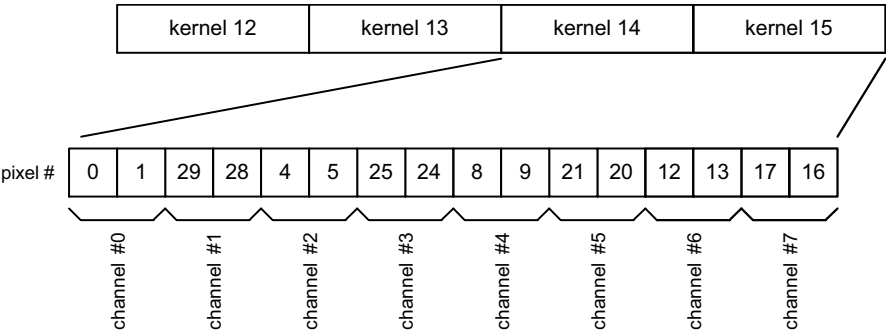 kernel 12 kernel 13 kernel 14 kernel 15
pixel # 0 1 29 28 4 5 25 24 8 9 21 20 12 13 17 16
channel #0
channel #1
channel #2
channel #3
channel #4
channel #5
channel #6
channel #7